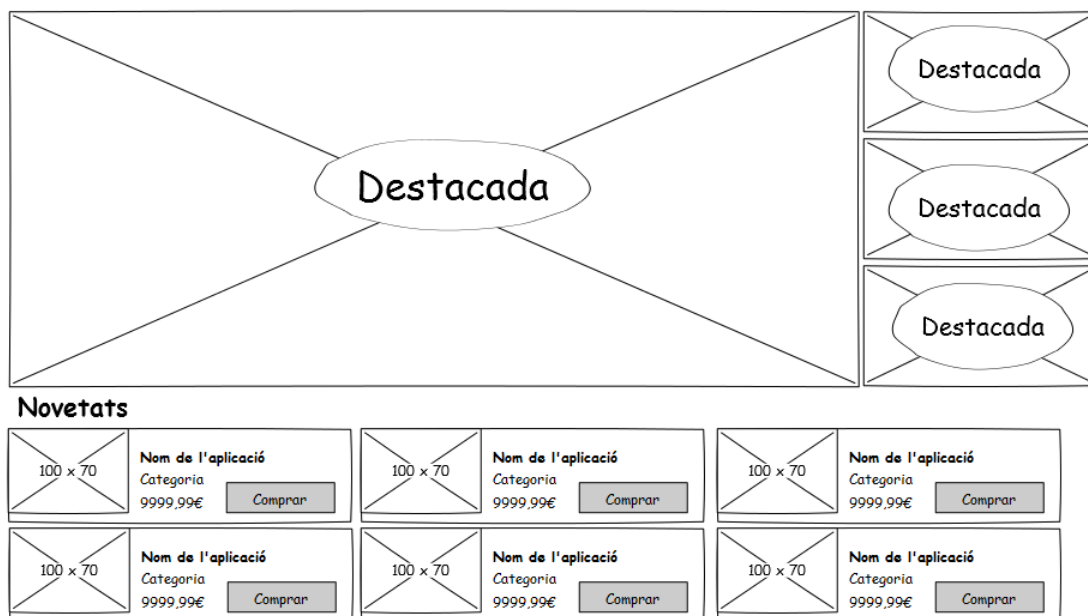 Destacada
Destacada
Destacada
Destacada
Novetats
100 x 70
Nom de l'aplicació
Categoria
9999,99€
Comprar
100 x 70
Nom de l'aplicació
Categoria
9999,99€
Comprar
100 x 70
Nom de l'aplicació
Categoria
9999,99€
Comprar
100 x 70
Nom de l'aplicació
Categoria
9999,99€
Comprar
100 x 70
Nom de l'aplicació
Categoria
9999,99€
Comprar
100 x 70
Nom de l'aplicació
Categoria
9999,99€
Comprar